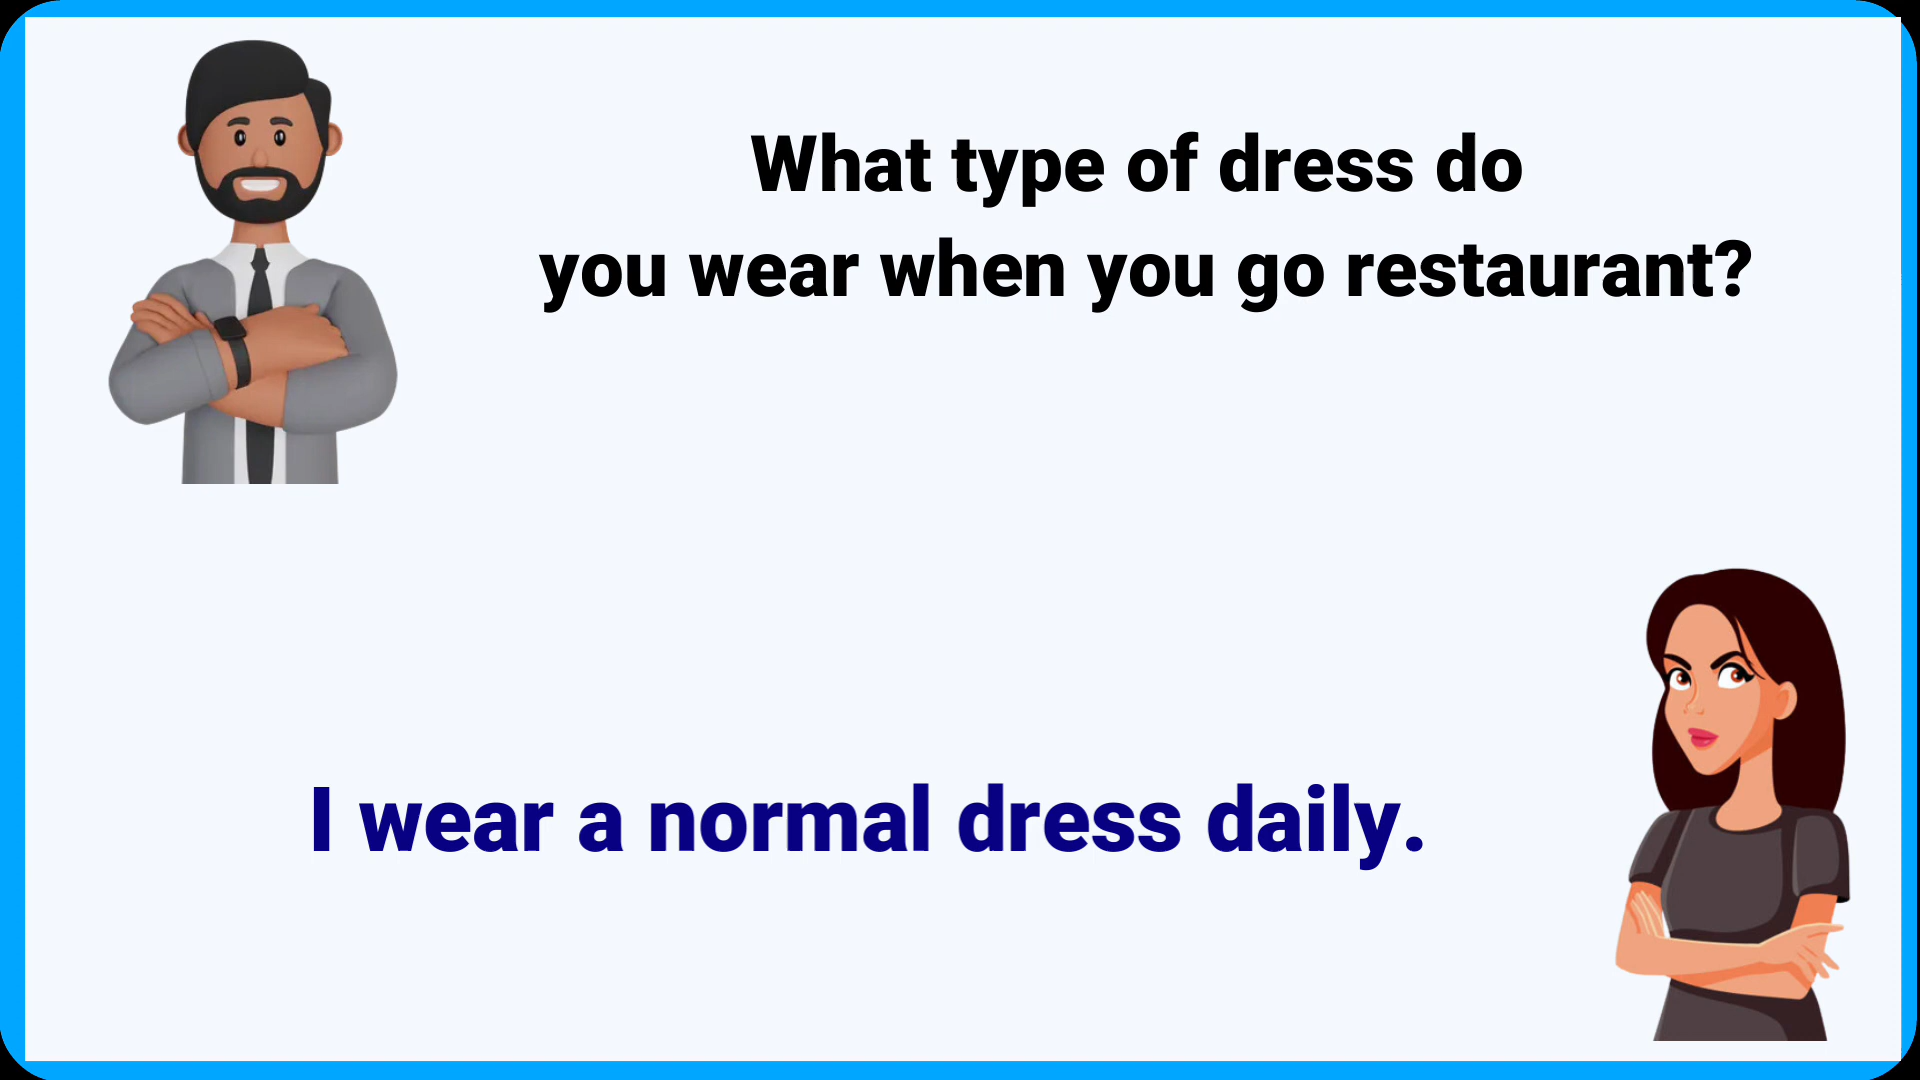 What type of dress do
you wear when you go restaurant?
I wear a normal dress daily.